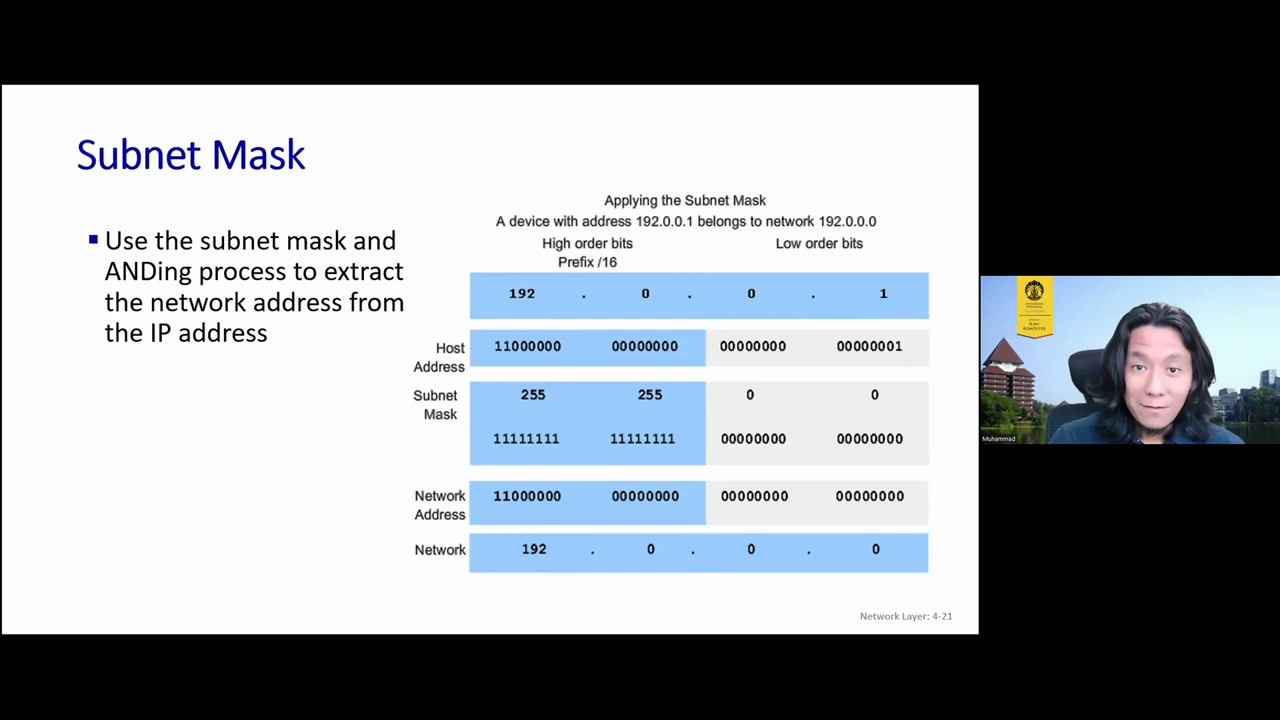 Subnet Mask
Use the subnet mask and
ANDing process to extract
the network address from
the IP address
Applying the Subnet Mask
A device with address 192.0.0.1 belongs to network 192.0.0.0
High order bits Low order bits
Prefix /16
192 . 0 . 0 . 1
Host Address 11000000 00000000 00000000 00000001
Subnet Mask 255 255 0 0
11111111 11111111 00000000 00000000
Network Address 11000000 00000000 00000000 00000000
Network 192 . 0 . 0 . 0
Network Layer: 4-21
ILMU
KOMPUTER
Muhammad